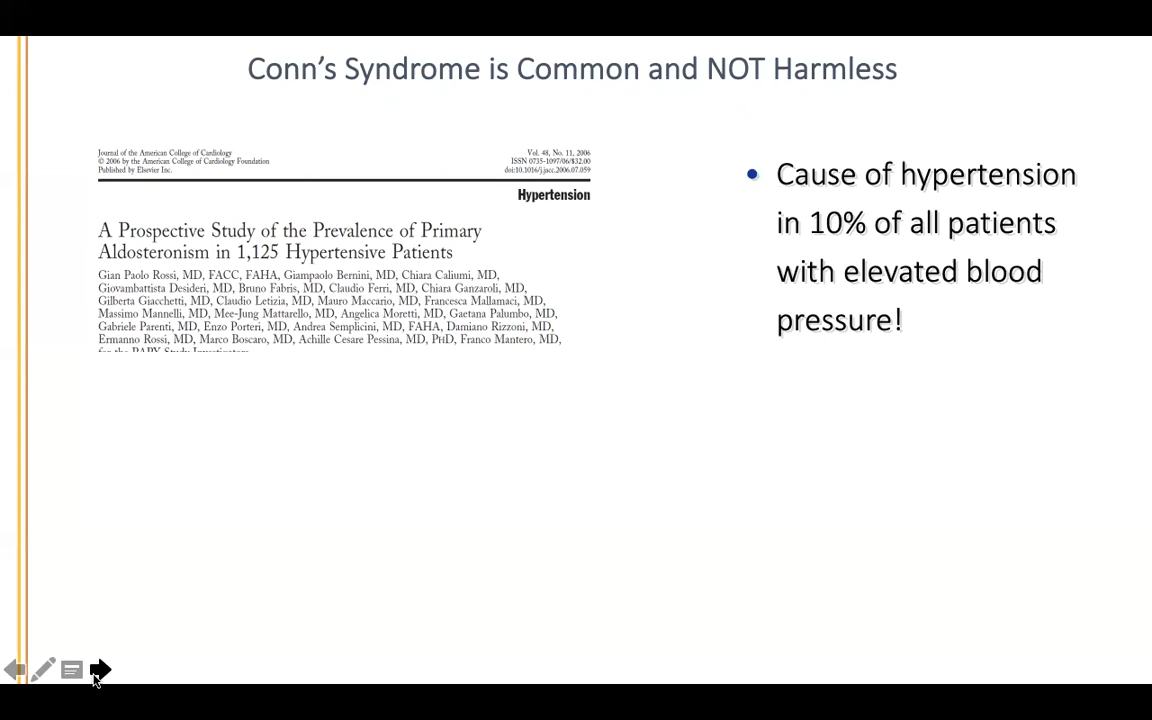 Conn's Syndrome is Common and NOT Harmless
Journal of the American College of Cardiology
© 2006 by the American College of Cardiology Foundation
Published by Elsevier Inc.
Vol. 48, No. 11, 2006
ISSN 0735-1097/06/$32.00
doi:10.1016/j.jacc.2006.07.059
Hypertension
A Prospective Study of the Prevalence of Primary
Aldosteronism in 1,125 Hypertensive Patients
Gian Paolo Rossi, MD, FACC, FAHA, Giampaolo Bernini, MD, Chiara Caliumi, MD,
Giovambattista Desideri, MD, Bruno Fabris, MD, Claudio Ferri, MD, Chiara Ganzaroli, MD,
Gilberta Giacchetti, MD, Claudio Letizia, MD, Mauro Maccario, MD, Francesca Mallamaci, MD,
Massimo Mannelli, MD, Mee-Jung Mattarello, MD, Angelica Moretti, MD, Gaetana Palumbo, MD,
Gabriele Parenti, MD, Enzo Porteri, MD, Andrea Semplicini, MD, FAHA, Damiano Rizzoni, MD,
Ermanno Rossi, MD, Marco Boscaro, MD, Achille Cesare Pessina, MD, PHD, Franco Mantero, MD,
for the PAPY Study Investigators
• Cause of hypertension
in 10% of all patients
with elevated blood
pressure!